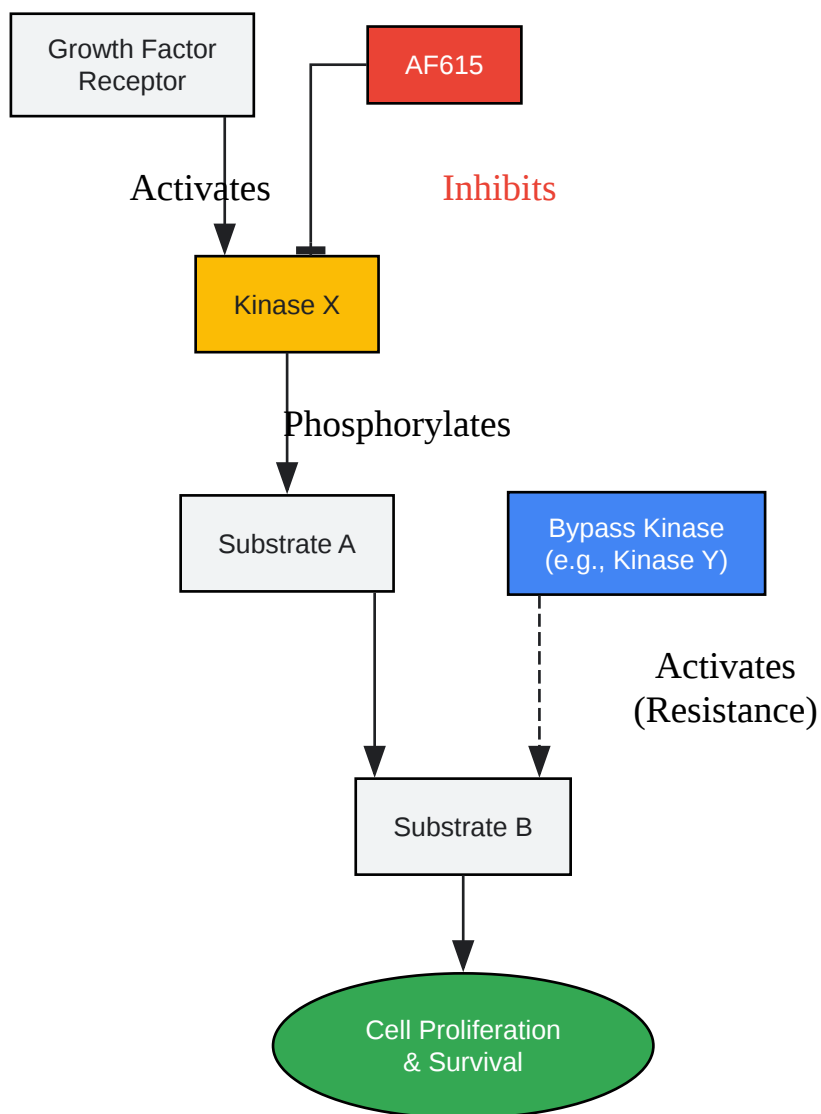 Growth Factor
Receptor
AF615
Activates
Inhibits
Kinase X
Phosphorylates
Substrate A
Bypass Kinase
(e.g., Kinase Y)
Activates
(Resistance)
Substrate B
Cell Proliferation
& Survival